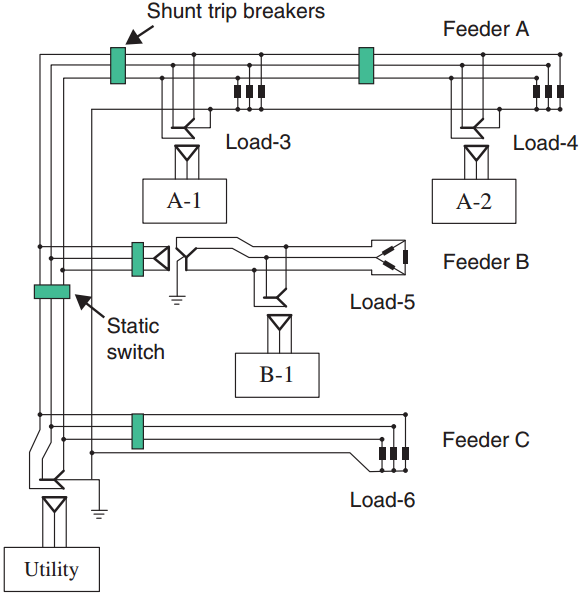 Shunt trip breakers
Feeder A
Load-3
Load-4
A-1
A-2
Feeder B
Load-5
Static
switch
B-1
Feeder C
Load-6
Utility